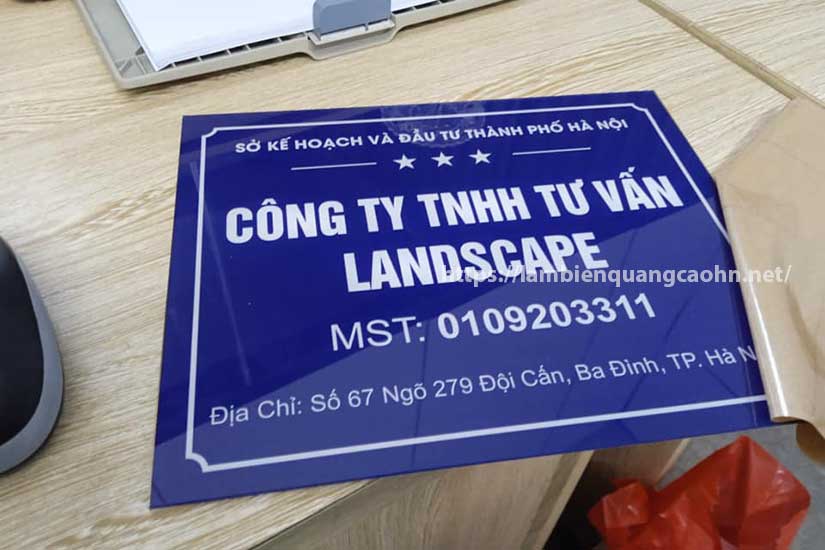 SỞ KẾ HOẠCH VÀ ĐẦU TƯ THÀNH PHỐ HÀ NỘI
CÔNG TY TNHH TƯ VẤN
LANDSCAPE
https://lambienquangcaohn.net/
MST: 0109203311
Địa Chỉ: Số 67 Ngõ 279 Đội Cấn, Ba Đình, TP. Hà N